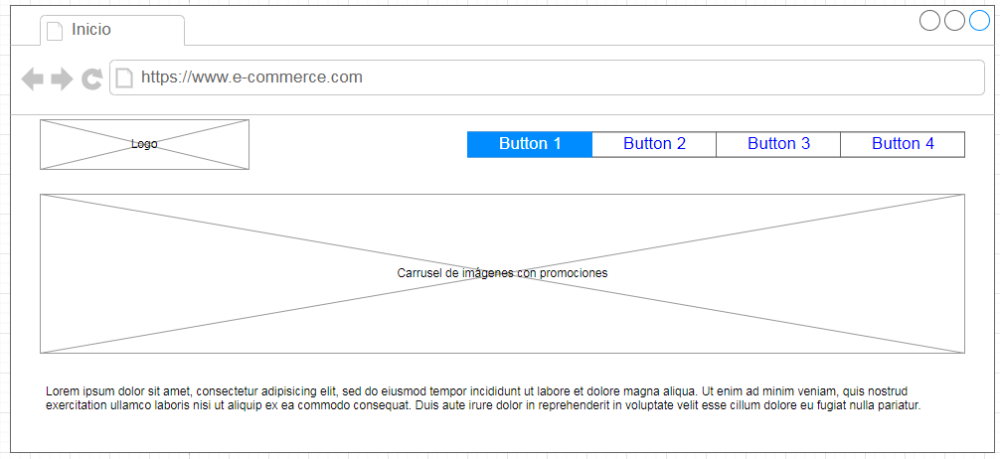 Inicio
https://www.e-commerce.com
Logo
Button 1 Button 2 Button 3 Button 4
Carrusel de imágenes con promociones
Lorem ipsum dolor sit amet, consectetur adipisicing elit, sed do eiusmod tempor incididunt ut labore et dolore magna aliqua. Ut enim ad minim veniam, quis nostrud
exercitation ullamco laboris nisi ut aliquip ex ea commodo consequat. Duis aute irure dolor in reprehenderit in voluptate velit esse cillum dolore eu fugiat nulla pariatur.